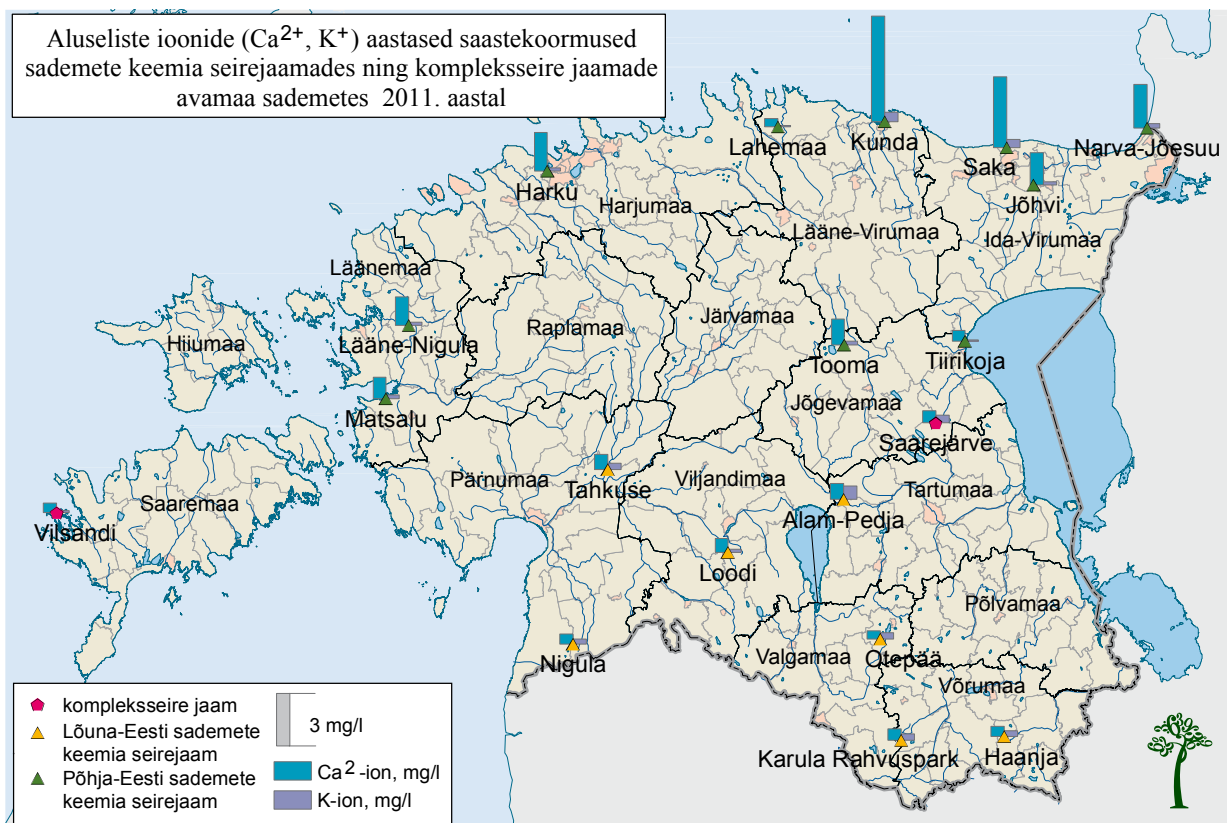 Aluseliste ioonide (Ca2+, K+) aastased saastekoormused
sademete keemia seirejaamades ning kompleksseire jaamade
avamaa sademetes 2011. aastal
Lahemaa
Kunda
Saka
Narva-Jõesuu
Harku
Jõhvi
Harjumaa
Lääne-Virumaa
Ida-Virumaa
Läänemaa
Hiiumaa
Lääne-Nigula
Raplamaa
Järvamaa
Tooma
Tiirikoja
Matsalu
Jõgevamaa
Saarejärve
Pärnumaa
Tahkuse
Viljandimaa
Tartumaa
Saaremaa
Vilsandi
Alam-Pedja
Loodi
Põlvamaa
Nigula
Valgamaa
Otepää
Võrumaa
Karula Rahvuspark
Haanja
kompleksseire jaam
Lõuna-Eesti sademete
keemia seirejaam
Põhja-Eesti sademete
keemia seirejaam
3 mg/l
Ca2-ion, mg/l
K-ion, mg/l